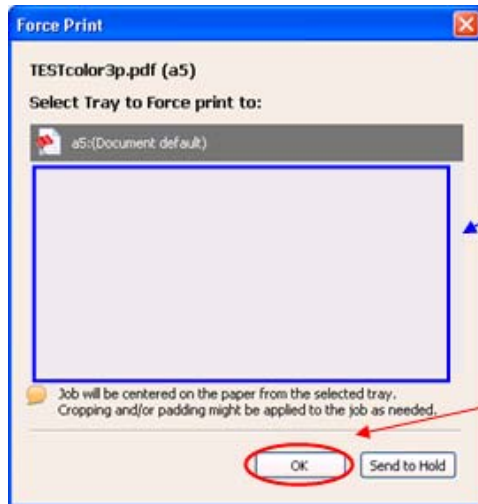 Force Print
TESTcolor3p.pdf (a5)
Select Tray to Force print to:
a5:(Document default)
Job will be centered on the paper from the selected tray.
Cropping and/or padding might be applied to the job as needed.
OK
Send to Hold